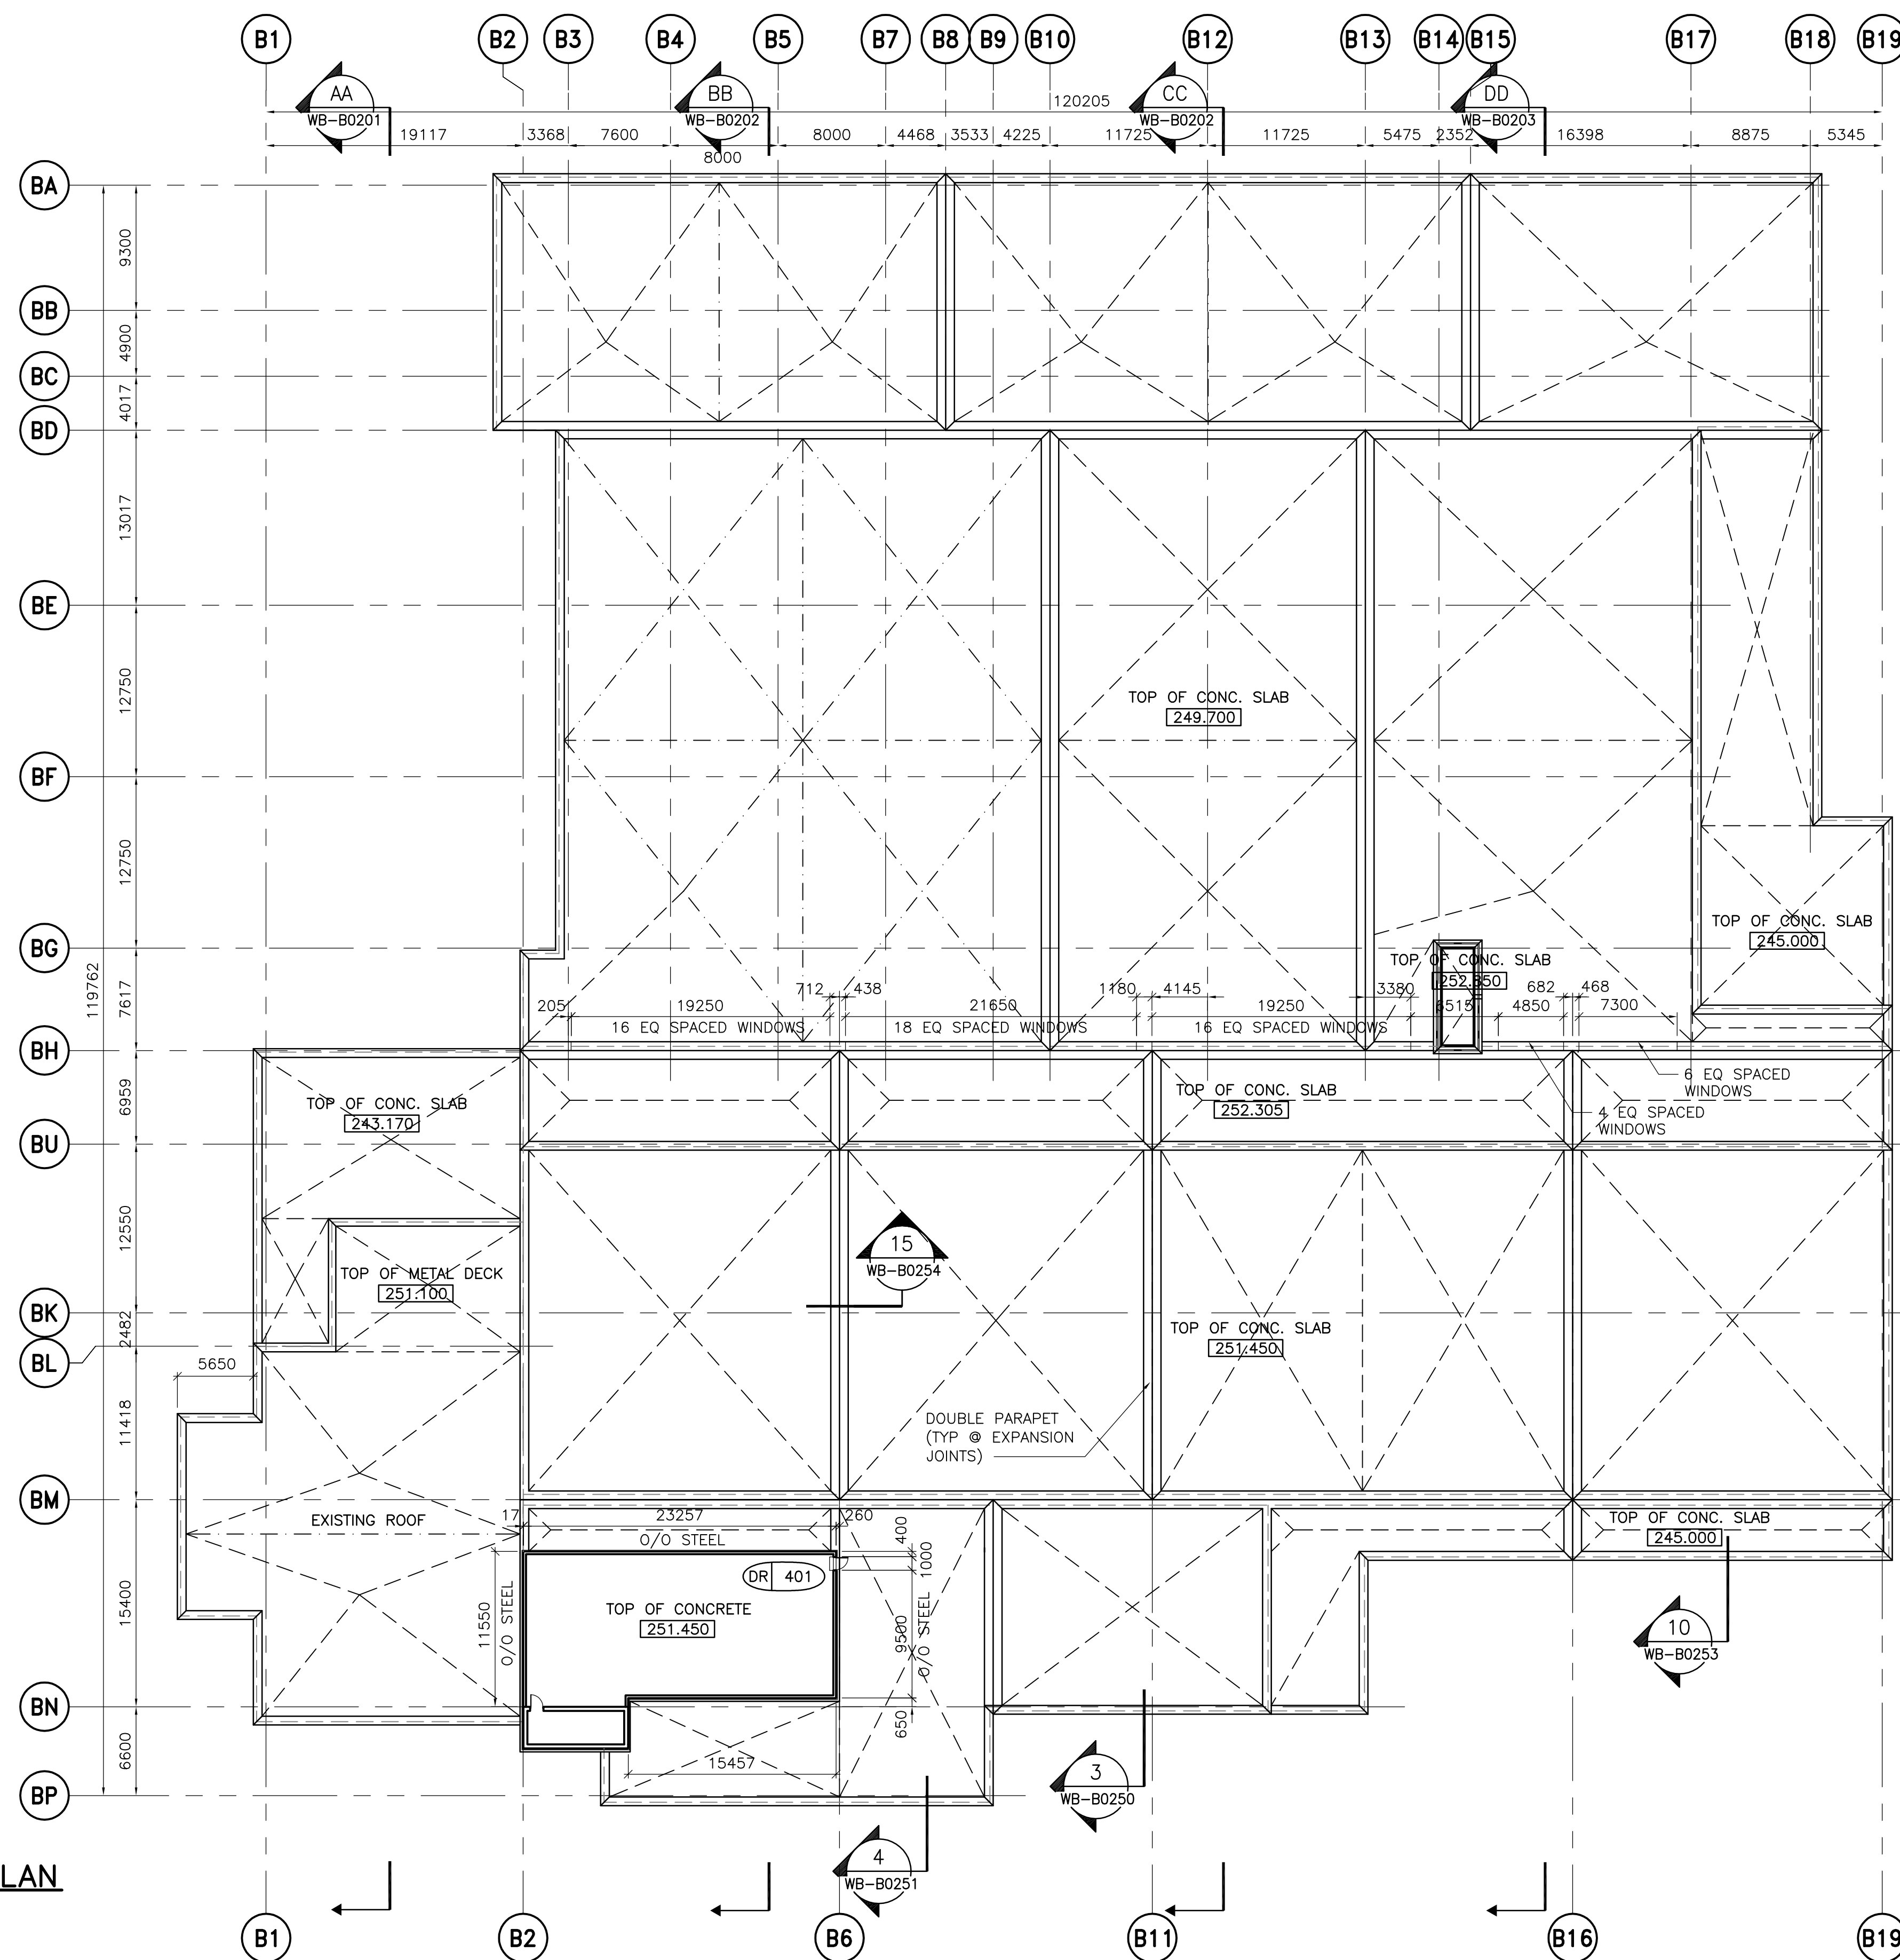 B1 B2 B3 B4 B5 B7 B8 B9 B10 B12 B13 B14 B15 B17 B18 B19
AA
WB-B0201
BB
WB-B0202
CC
WB-B0202
DD
WB-B0203
120205
19117 3368 7600 8000 8000 4468 3533 4225 11725 11725 5475 2352 16398 8875 5345
BA
9300
BB
4900
BC
4017
BD
13017
BE
12750
TOP OF CONC. SLAB
249.700
BF
12750
TOP OF CONC. SLAB
245.000
BG
119762
7617
TOP OF CONC. SLAB
252.850
205 19250 712 438 21650 1180 4145 19250 3380 6515 4850 682 468 7300
16 EQ SPACED WINDOWS
18 EQ SPACED WINDOWS
16 EQ SPACED WINDOWS
BH
6 EQ SPACED
WINDOWS
4 EQ SPACED
WINDOWS
6959
TOP OF CONC. SLAB
243.170
TOP OF CONC. SLAB
252.305
BU
12550
15
WB-B0254
TOP OF METAL DECK
251.100
BK
2482
TOP OF CONC. SLAB
251.450
BL
5650
11418
DOUBLE PARAPET
(TYP @ EXPANSION
JOINTS)
BM
EXISTING ROOF
17 23257 260
O/O STEEL
400
1000
TOP OF CONC. SLAB
245.000
DR 401
15400
11550
O/O STEEL
TOP OF CONCRETE
251.450
9500
O/O STEEL
10
WB-B0253
BN
650
6600
15457
3
WB-B0250
BP
4
WB-B0251
LAN
B1 B2 B6 B11 B16 B19